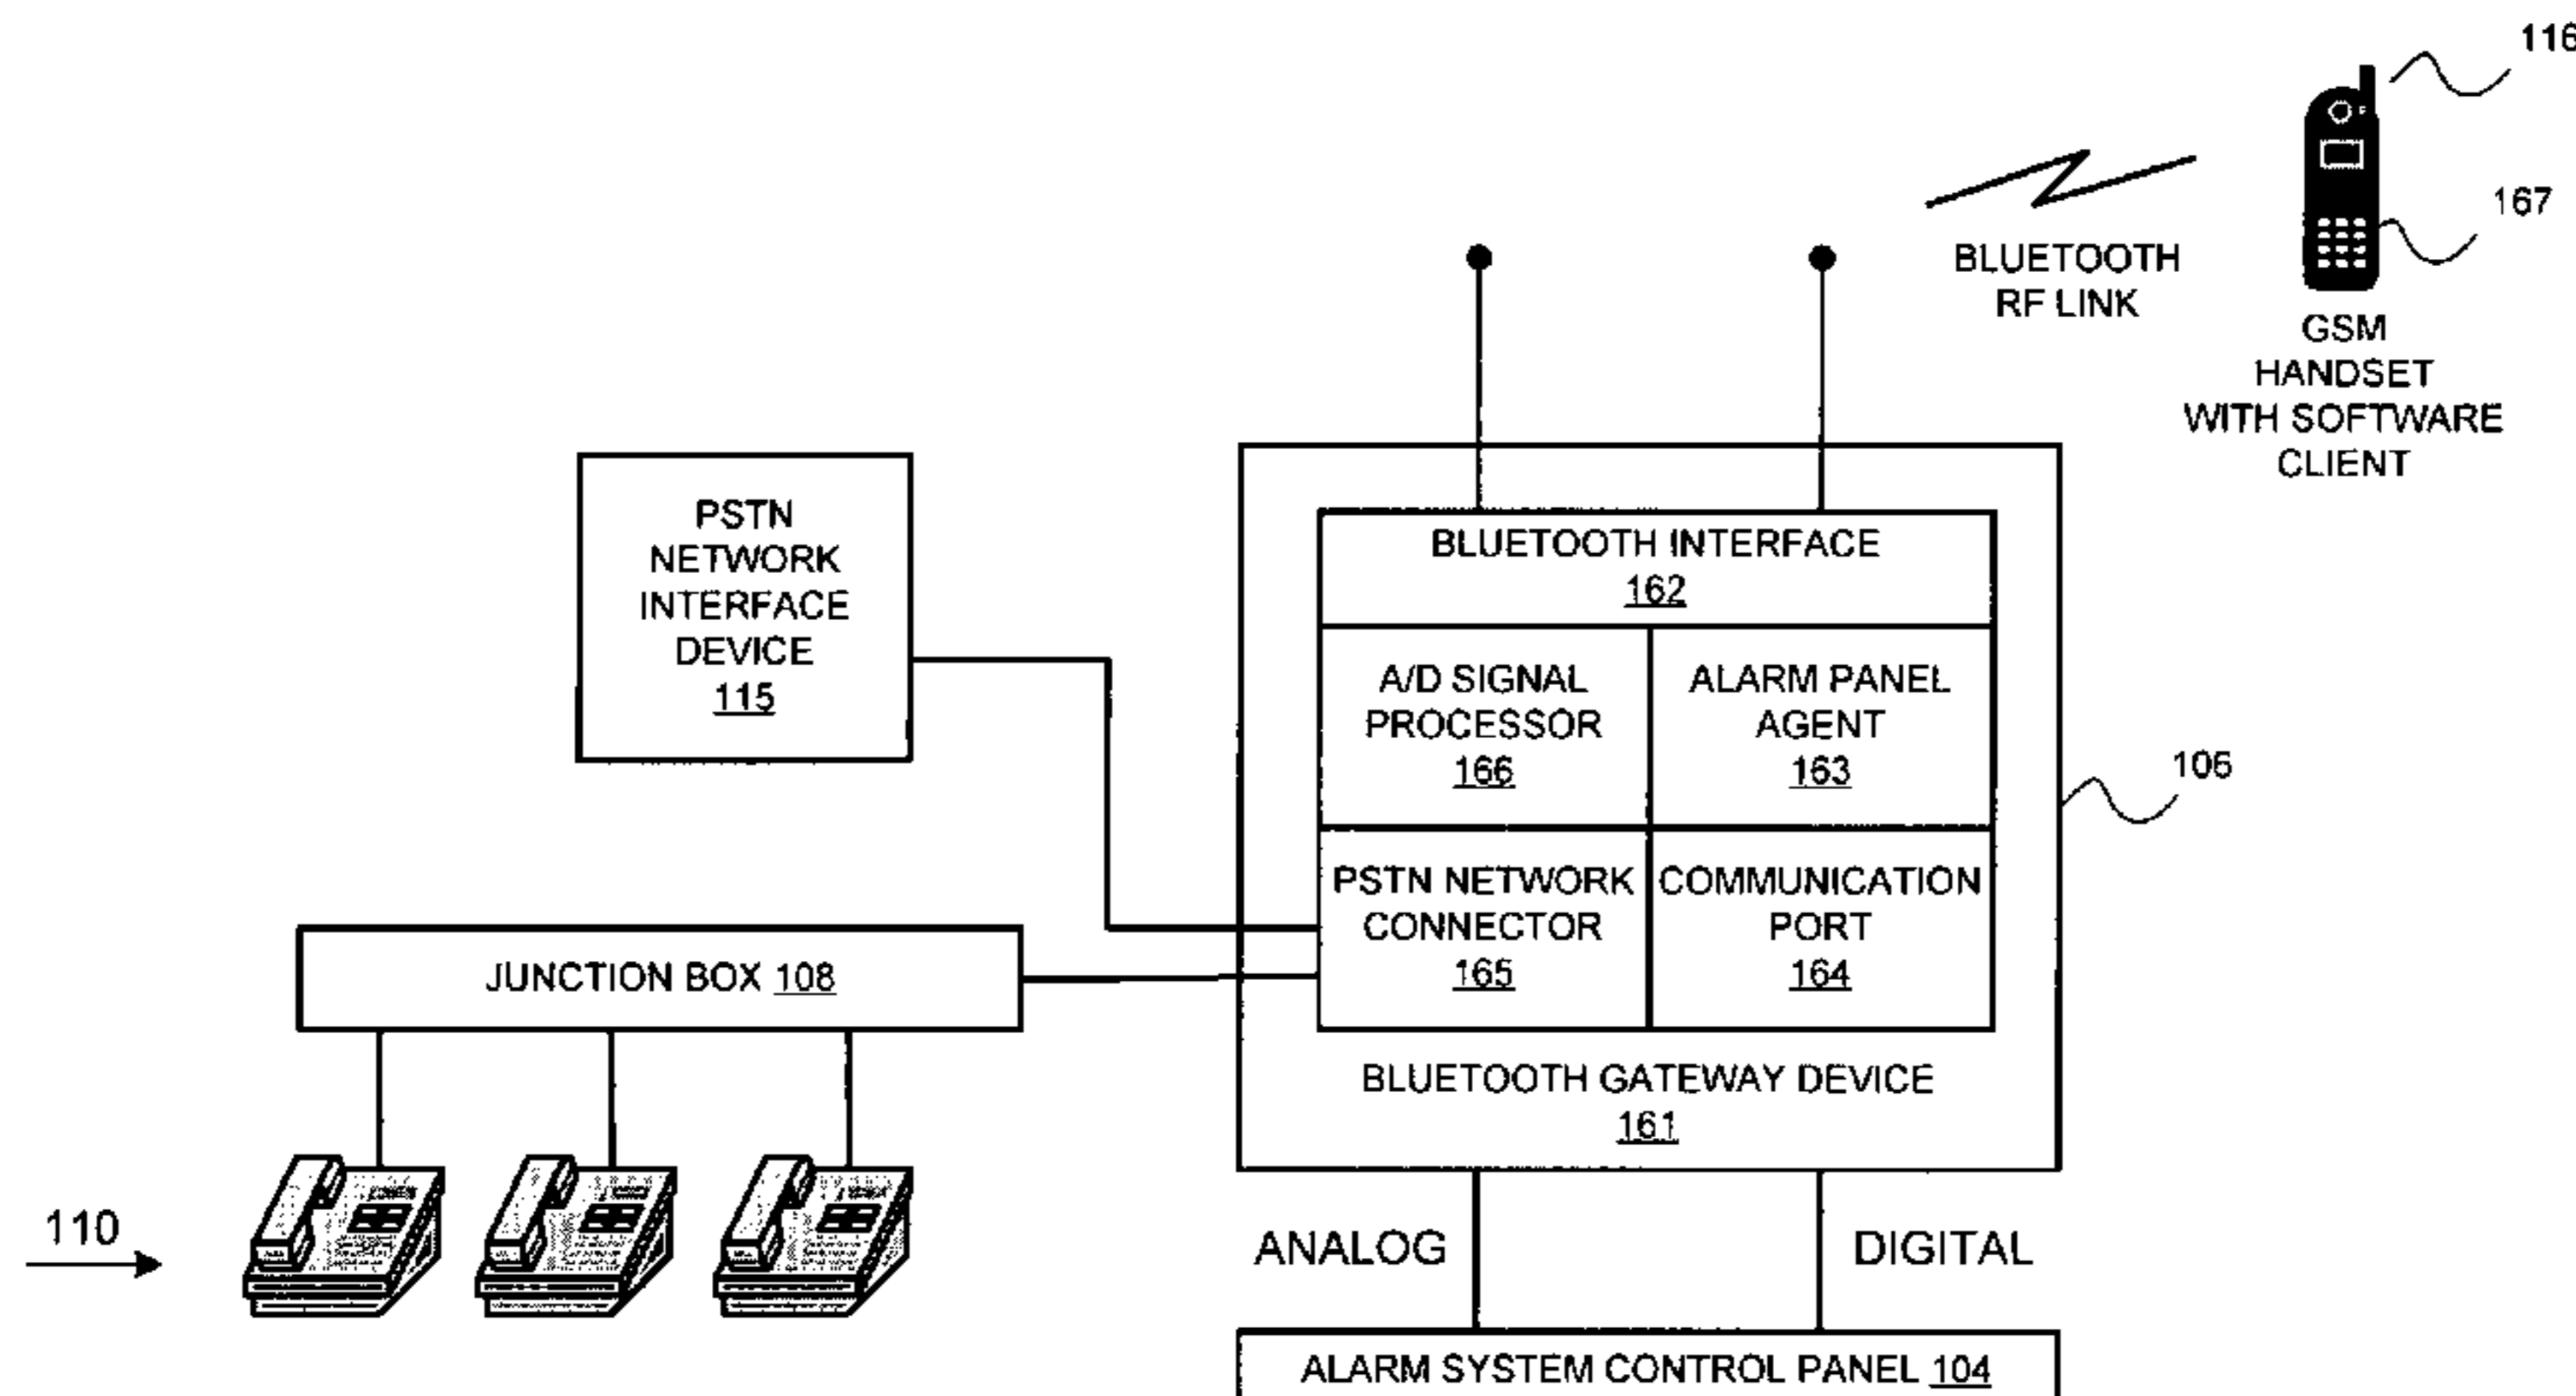 116
167
BLUETOOTH
RF LINK
GSM
HANDSET
WITH SOFTWARE
CLIENT
PSTN
NETWORK
INTERFACE
DEVICE
115
BLUETOOTH INTERFACE
162
A/D SIGNAL
PROCESSOR
166
ALARM PANEL
AGENT
163
106
PSTN NETWORK
CONNECTOR
165
COMMUNICATION
PORT
164
JUNCTION BOX 108
BLUETOOTH GATEWAY DEVICE
161
110
ANALOG
DIGITAL
ALARM SYSTEM CONTROL PANEL 104